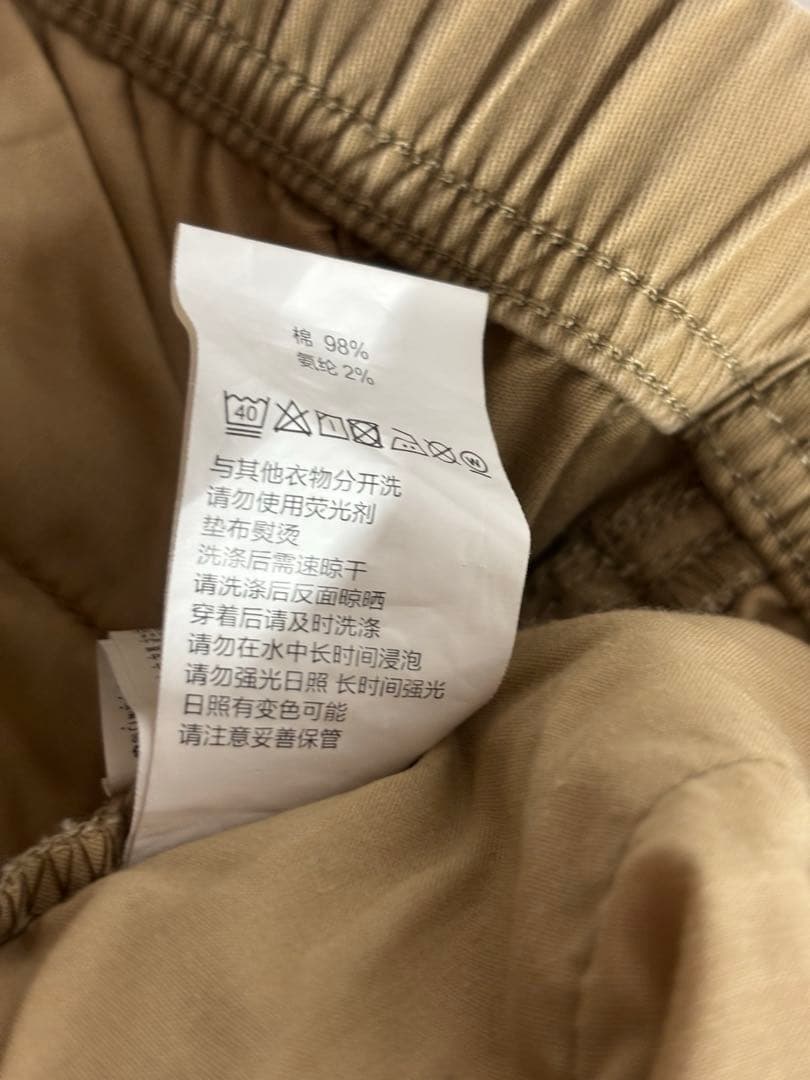 棉 98%
氨纶 2%
40 W
与其他衣物分开洗
请勿使用荧光剂
垫布熨烫
洗涤后需速晾干
请洗涤后反面晾晒
穿着后请及时洗涤
请勿在水中长时间浸泡
请勿强光日照 长时间强光
日照有变色可能
请注意妥善保管